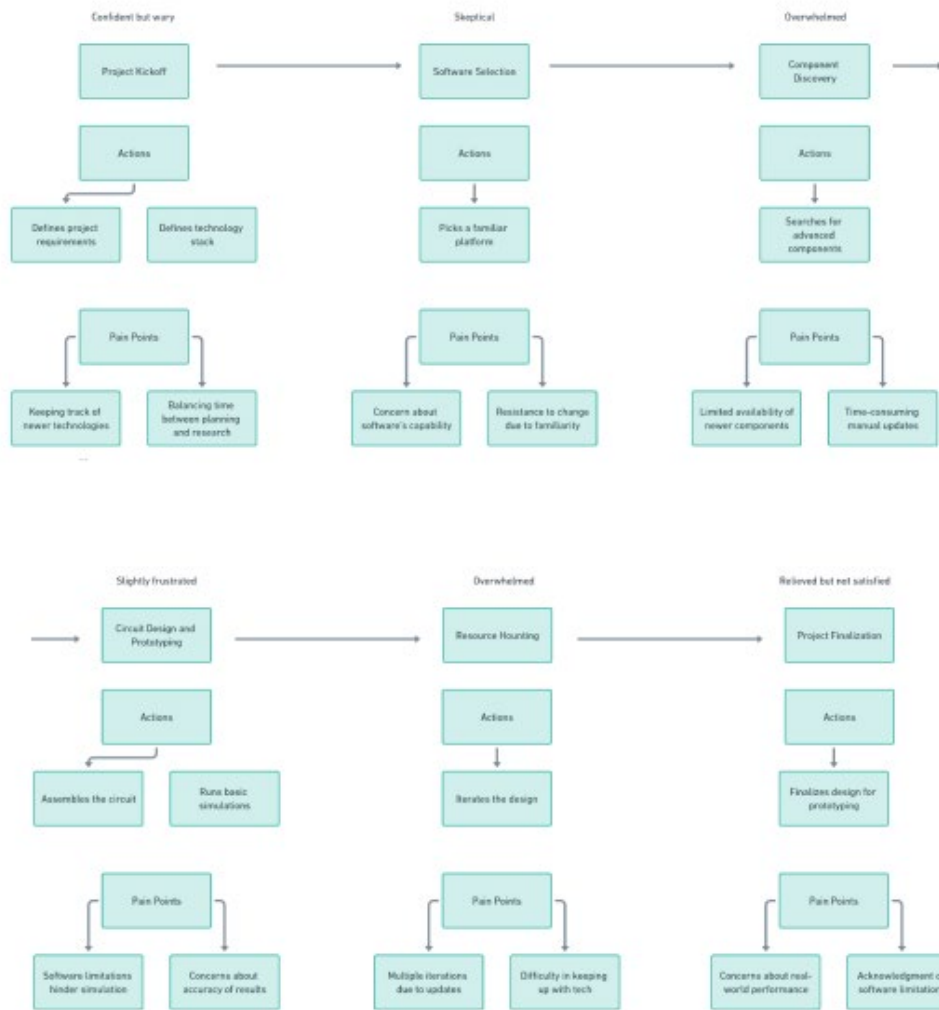 Confident but wary
Skeptical
Overwhelmed
Project Kickoff
Software Selection
Component
Discovery
Actions
Actions
Actions
Defines project
requirements
Defines technology
stack
Picks a familiar
platform
Searches for
advanced
components
Pain Points
Pain Points
Pain Points
Keeping track of
newer technologies
Balancing time
between planning
and research
Concern about
software's capability
Resistance to change
due to familiarity
Limited availability of
newer components
Time-consuming
manual updates
Slightly frustrated
Overwhelmed
Relieved but not satisfied
Circuit Design and
Prototyping
Resource Hounting
Project Finalization
Actions
Actions
Actions
Assembles the circuit
Runs basic
simulations
Iterates the design
Finalizes design for
prototyping
Pain Points
Pain Points
Pain Points
Software limitations
hinder simulation
Concerns about
accuracy of results
Multiple iterations
due to updates
Difficulty in keeping
up with tech
Concerns about real-
world performance
Acknowledgment o
software limitation